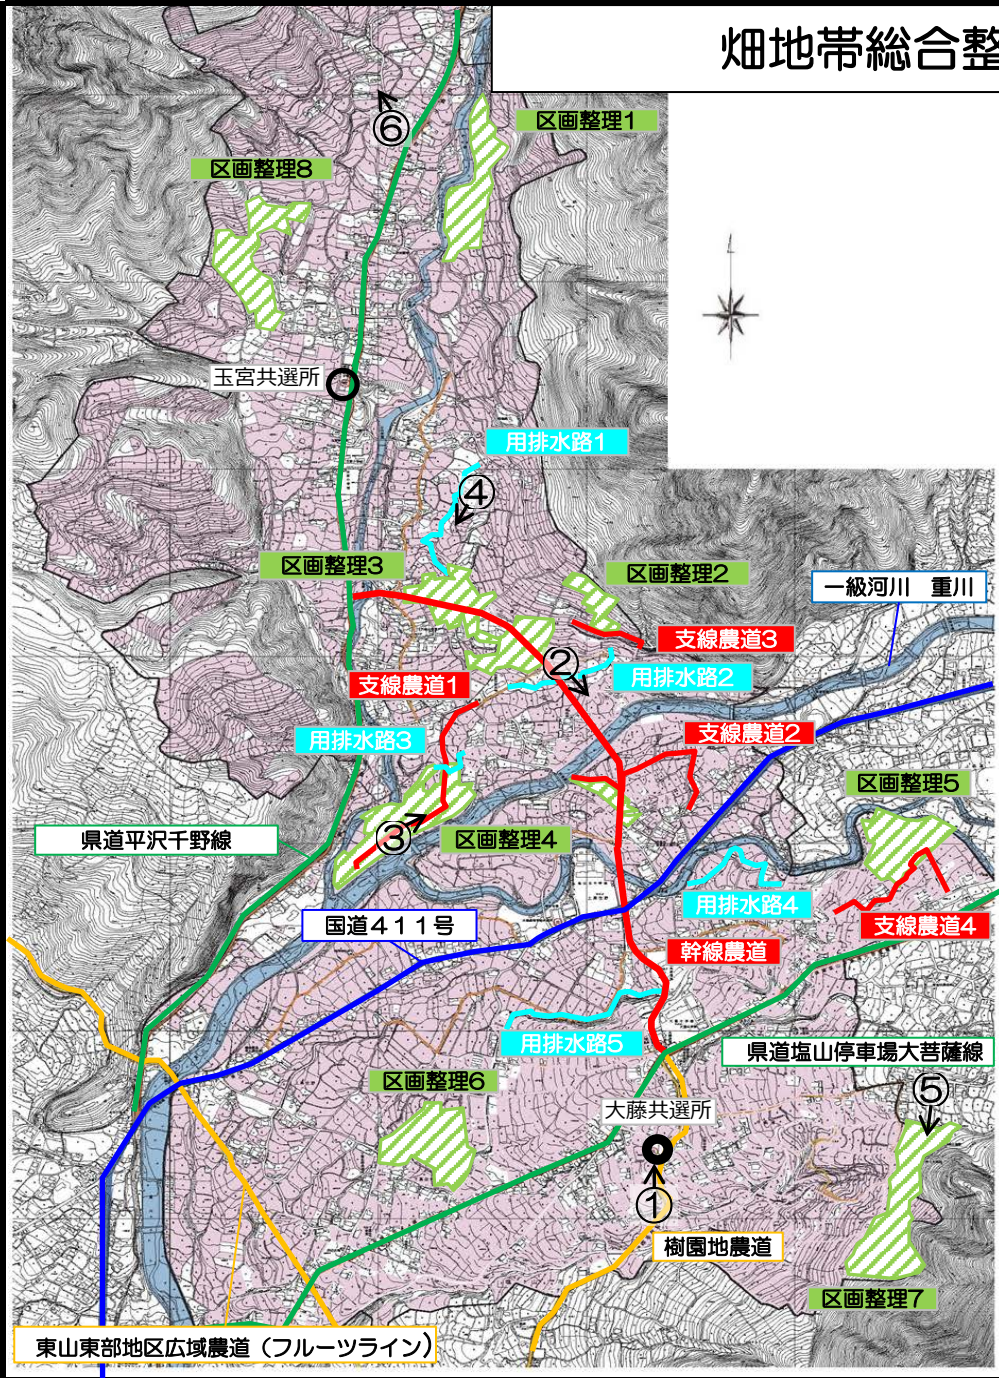 畑地帯総合整
⑥
区画整理1
区画整理8
玉宮共選所
用排水路1
④
区画整理3
区画整理2
一級河川　重川
支線農道3
②
用排水路2
支線農道1
支線農道2
用排水路3
区画整理5
県道平沢千野線
③
区画整理4
用排水路4
国道411号
支線農道4
幹線農道
用排水路5
県道塩山停車場大菩薩線
区画整理6
⑤
大藤共選所
①
樹園地農道
区画整理7
東山東部地区広域農道（フルーツライン）